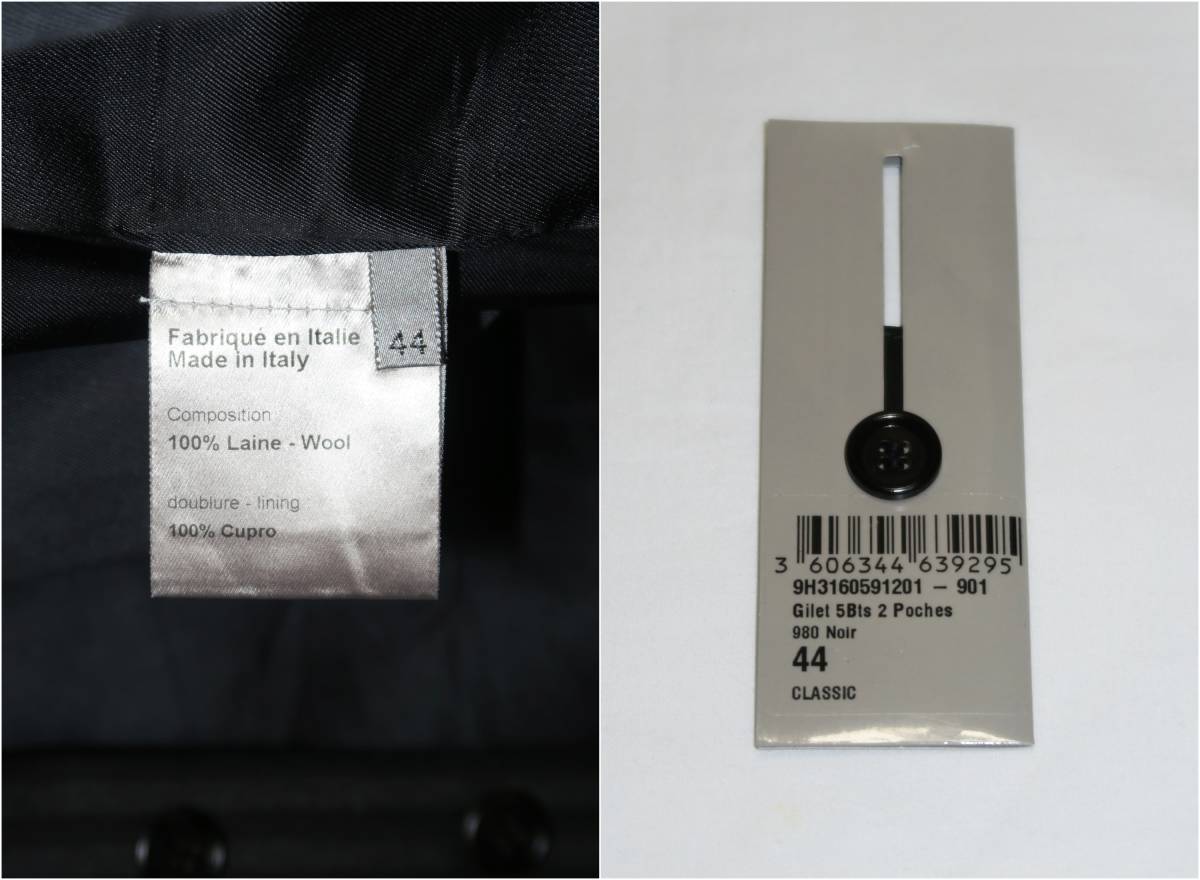 Fabriqué en Italie
Made in Italy
44
Composition
100% Laine - Wool
doublure - lining
100% Cupro
3 606344 639295
9H3160591201 – 901
Gilet 5Bts 2 Poches
980 Noir
44
CLASSIC